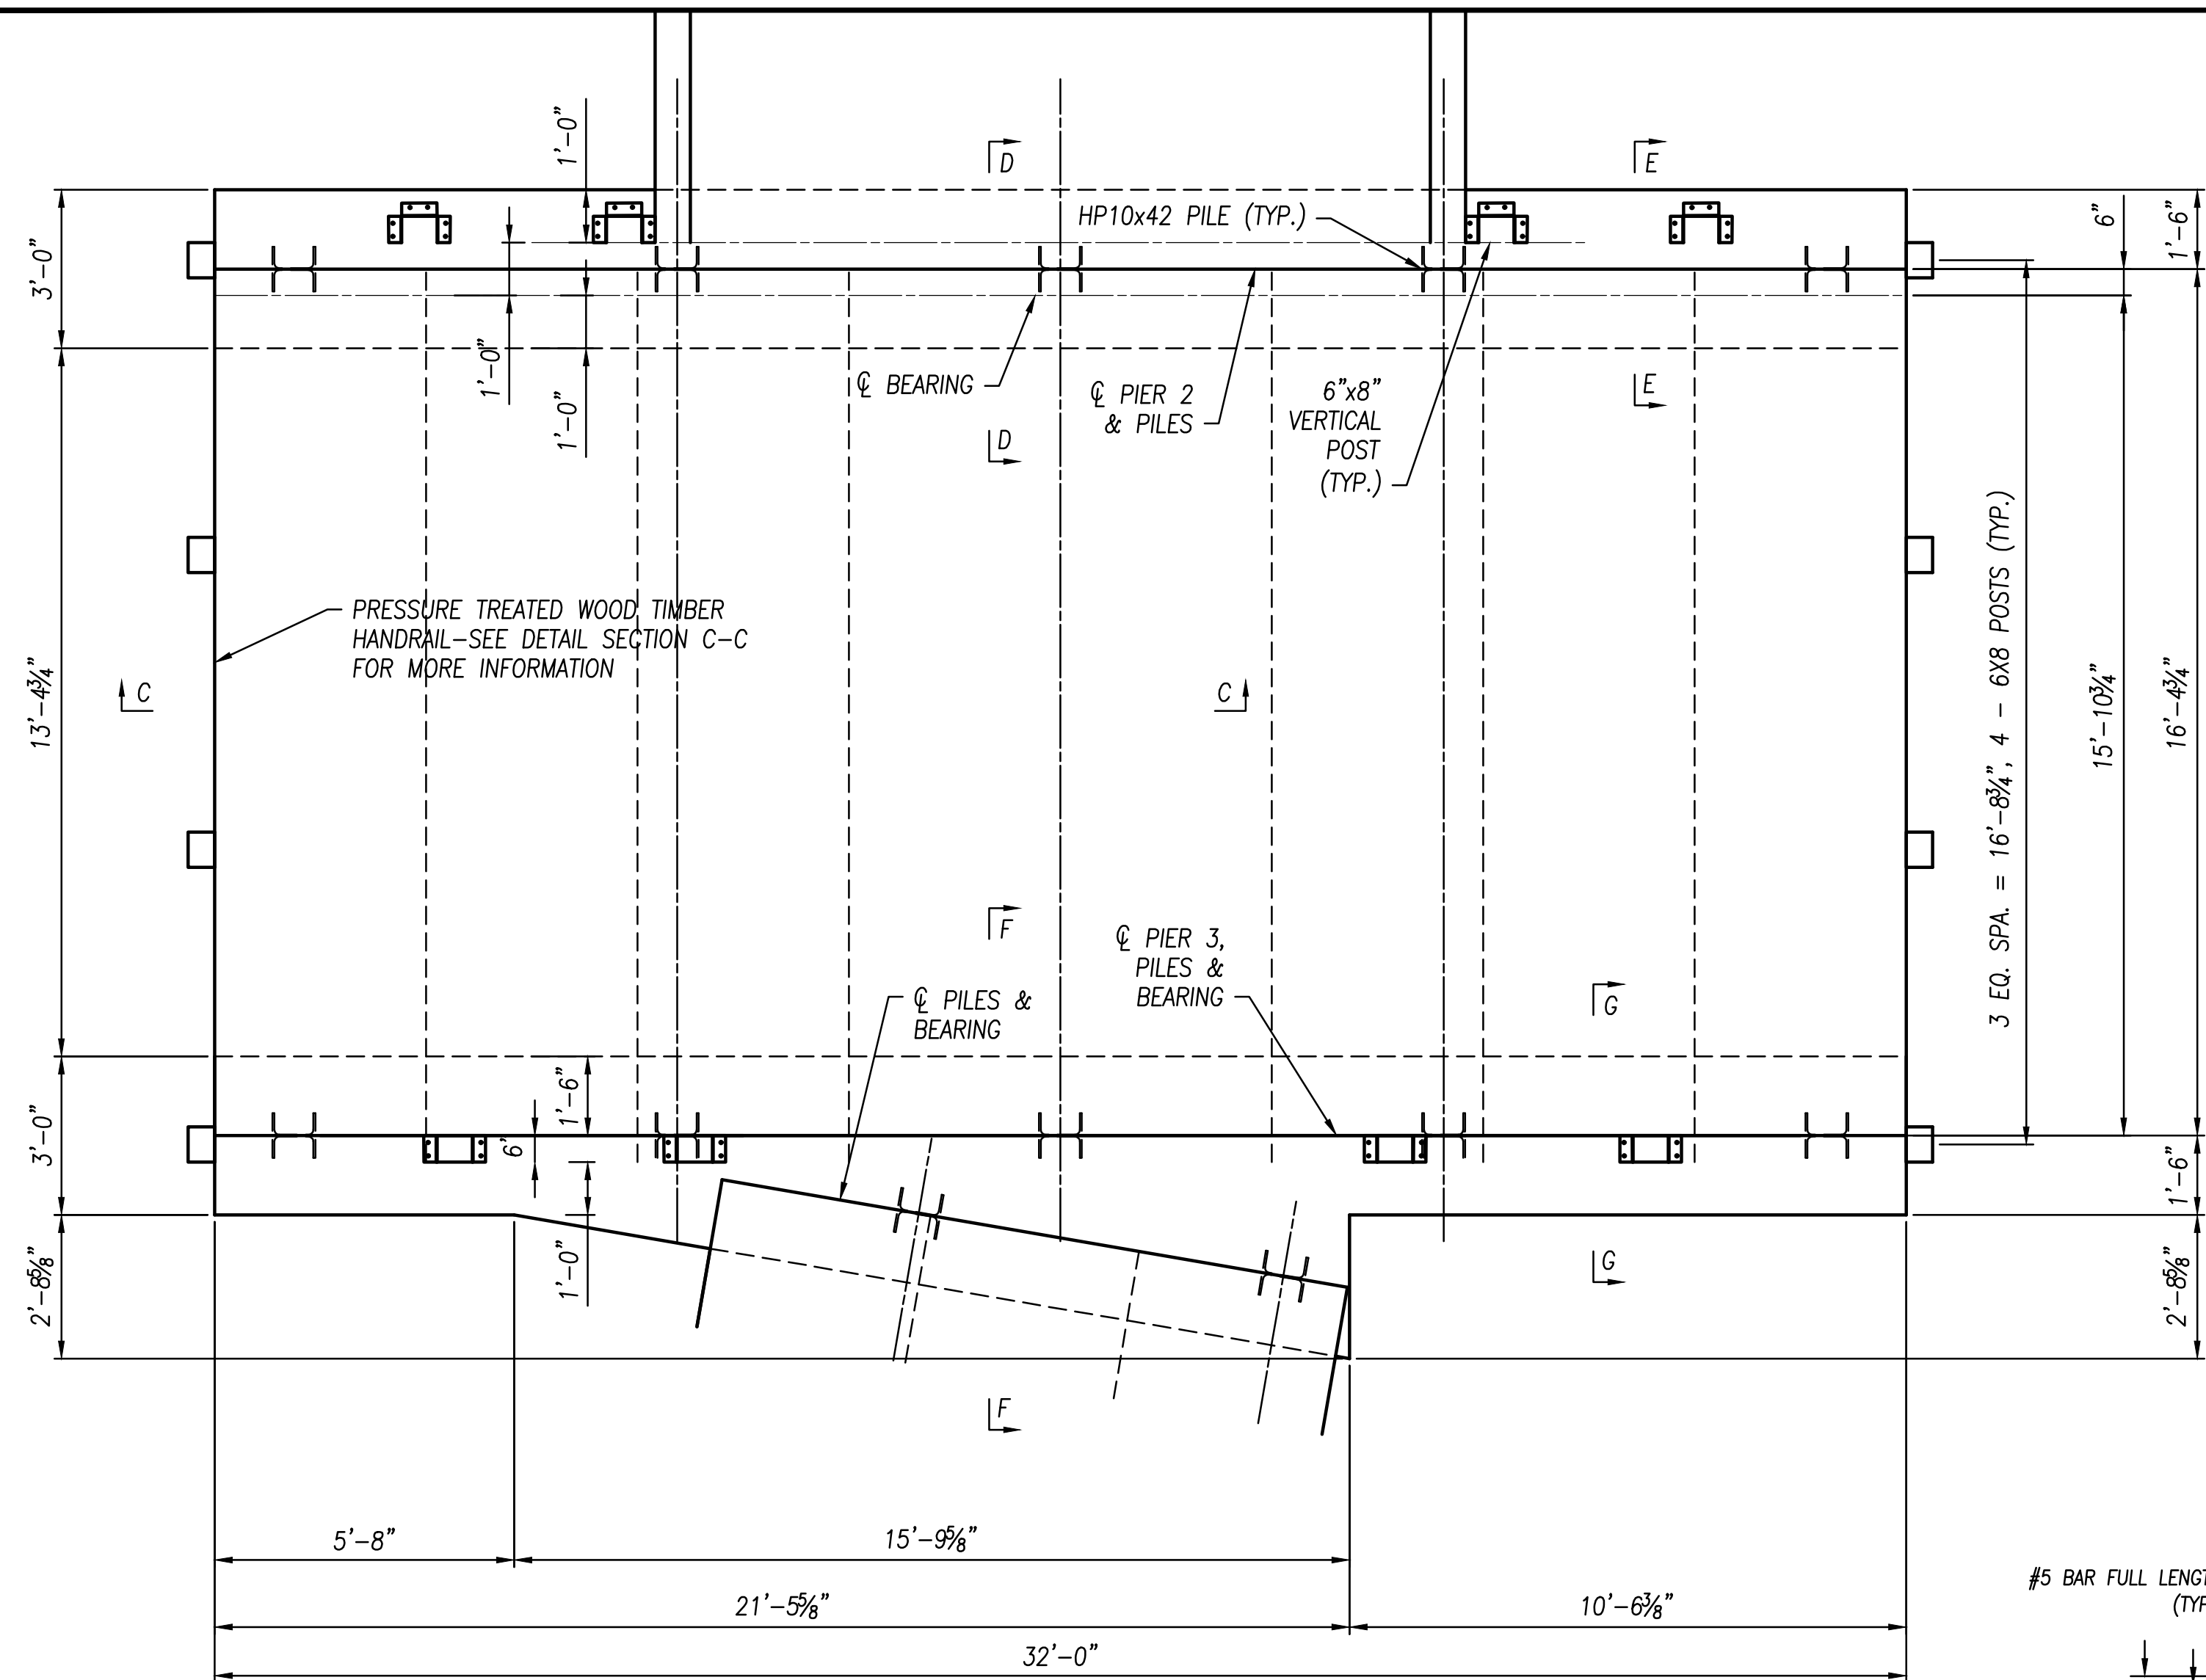 1'-0"
D
E
HP10x42 PILE (TYP.)
6"
1'-6"
3'-0"
1'-0"
1'-0"
℄ BEARING
℄ PIER 2
& PILES
6"x8"
VERTICAL
POST
(TYP.)
E
D
PRESSURE TREATED WOOD TIMBER
HANDRAIL-SEE DETAIL SECTION C-C
FOR MORE INFORMATION
C
C
13'-4¾"
3 EQ. SPA. = 16'-8¾", 4 - 6X8 POSTS (TYP.)
15'-10¾"
16'-4¾"
F
℄ PIER 3,
PILES &
BEARING
℄ PILES &
BEARING
G
3'-0"
1'-6"
6'
1'-6"
2'-8⅝"
1'-0"
G
2'-8⅝"
F
5'-8"
15'-9⅝"
21'-5⅝"
10'-6⅜"
32'-0"
#5 BAR FULL LENGT
(TYP